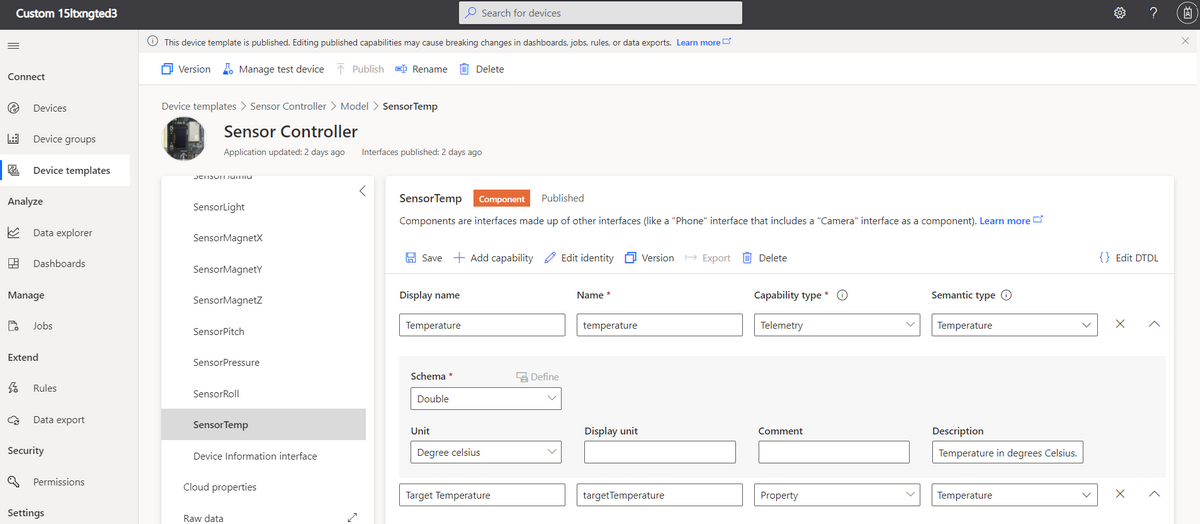 Custom 15ltxngted3
Search for devices
?
This device template is published. Editing published capabilities may cause breaking changes in dashboards, jobs, rules, or data exports. Learn more
Version Manage test device Publish Rename Delete
Connect
Devices
Device groups
Device templates
Analyze
Data explorer
Dashboards
Manage
Jobs
Extend
Rules
Data export
Security
Permissions
Settings
Device templates > Sensor Controller > Model > SensorTemp
Sensor Controller
Application updated: 2 days ago Interfaces published: 2 days ago
SensorHumid
SensorLight
SensorMagnetX
SensorMagnetY
SensorMagnetZ
SensorPitch
SensorPressure
SensorRoll
SensorTemp
Device Information interface
Cloud properties
Raw data
SensorTemp Component Published
Components are interfaces made up of other interfaces (like a "Phone" interface that includes a "Camera" interface as a component). Learn more
Save Add capability Edit identity Version Export Delete {} Edit DTDL
Display name Name * Capability type * Semantic type
Temperature temperature Telemetry Temperature
Schema * Define
Double
Unit Display unit Comment Description
Degree celsius Temperature in degrees Celsius.
Target Temperature targetTemperature Property Temperature